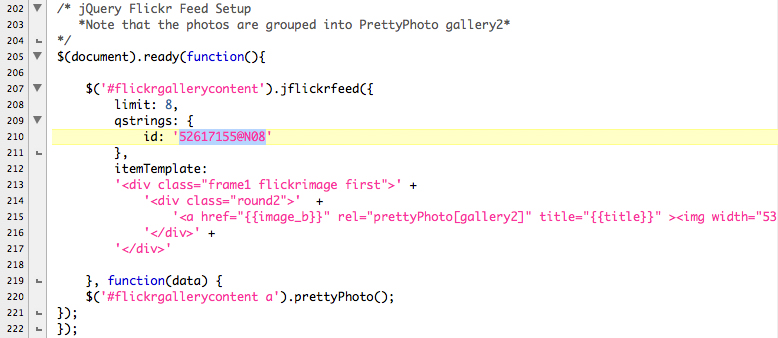 202 /* jQuery Flickr Feed Setup
203    *Note that the photos are grouped into PrettyPhoto gallery2*
204 */
205 $(document).ready(function(){
206
207     $('#flickrgallerycontent').jflickrfeed({
208         limit: 8,
209         qstrings: {
210             id: '52617155@N08'
211         },
212         itemTemplate:
213         '<div class="frame1 flickrimage first">' +
214             '<div class="round2">'  +
215                 '<a href="{{image_b}}" rel="prettyPhoto[gallery2]" title="{{title}}" ><img width="53
216             '</div>' +
217         '</div>'
218
219     }, function(data) {
220     $('#flickrgallerycontent a').prettyPhoto();
221 });
222 });